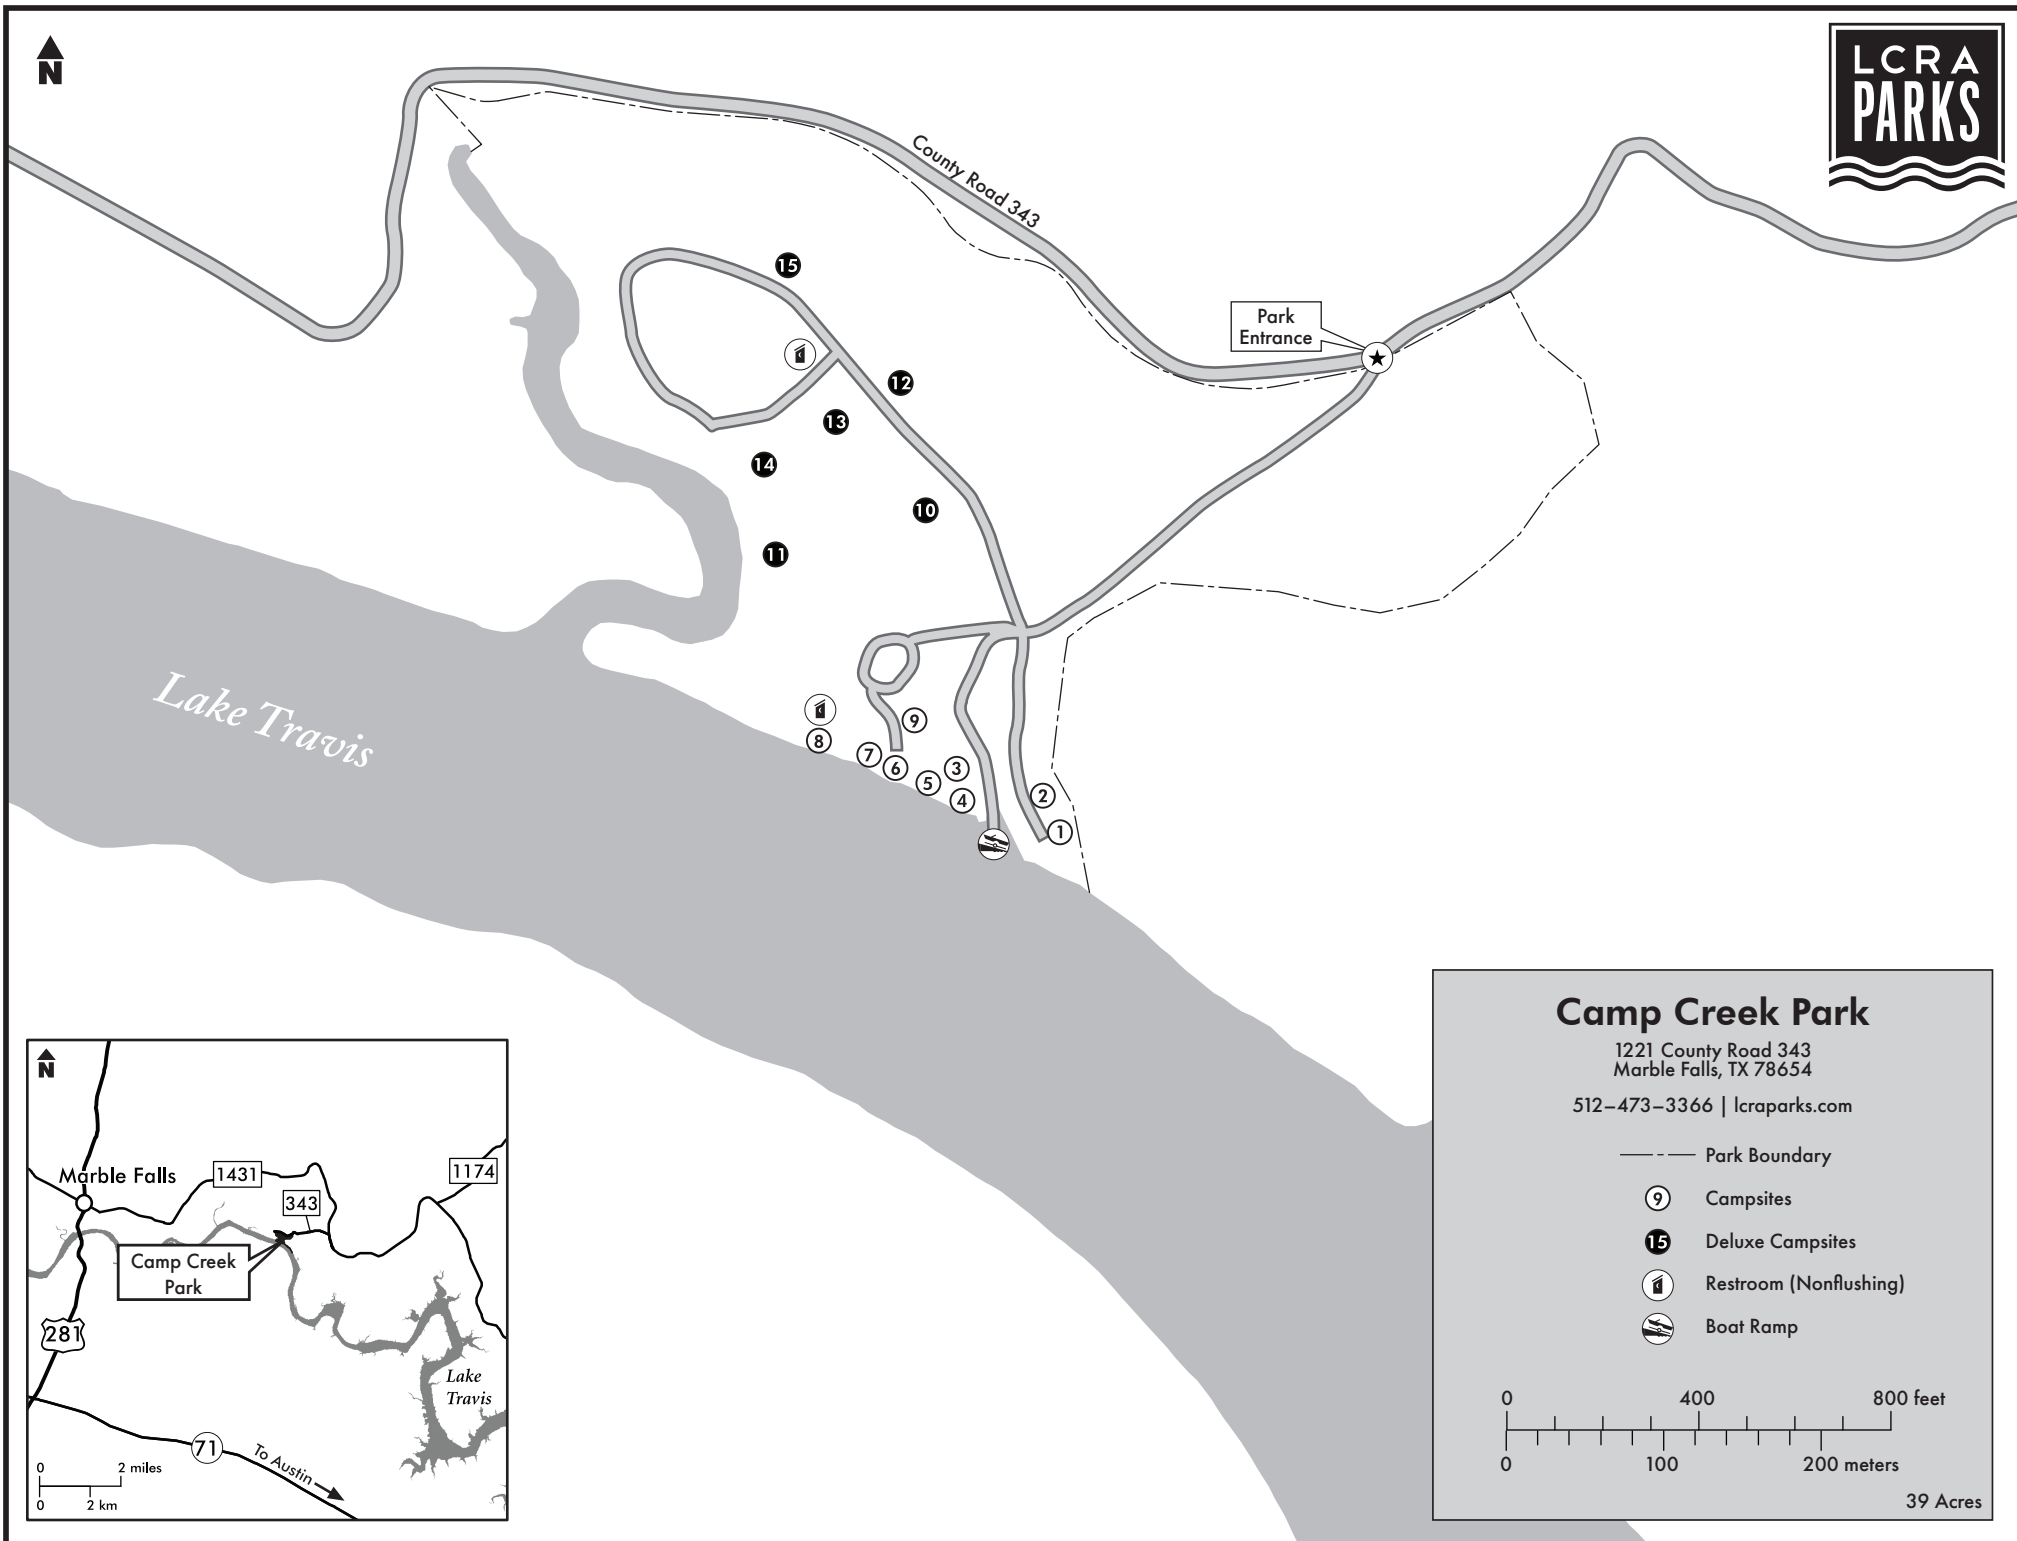 N
LCRA
PARKS
County Road 343
Park
Entrance
15
12
13
14
10
11
9
8
7
6
5
3
4
2
1
Lake Travis
N
Marble Falls
1431
1174
343
Camp Creek
Park
281
Lake
Travis
71
To Austin
0 2 miles
0 2 km
Camp Creek Park
1221 County Road 343
Marble Falls, TX 78654
512–473–3366 | lcraparks.com
Park Boundary
9 Campsites
15 Deluxe Campsites
Restroom (Nonflushing)
Boat Ramp
0 400 800 feet
0 100 200 meters
39 Acres